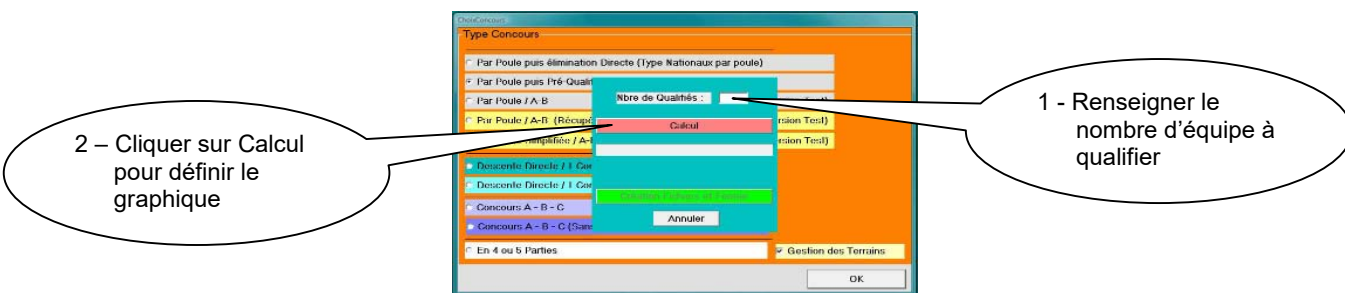 ChoixConcours
Type Concours
Par Poule puis élimination Directe (Type Nationaux par poule)
Par Poule puis Pré-Qualif
Par Poule / A-B
Par Poule / A-B (Récupé
rsion Test)
implifiée / A-
rsion Test)
Descente Directe / 1 Con
Descente Directe / 1 Con
Concours A - B - C
Concours A - B - C (Sans
En 4 ou 5 Parties
Gestion des Terrains
OK
Nbre de Qualifiés :
Calcul
Annuler
1 - Renseigner le
nombre d’équipe à
qualifier
2 – Cliquer sur Calcul
pour définir le
graphique